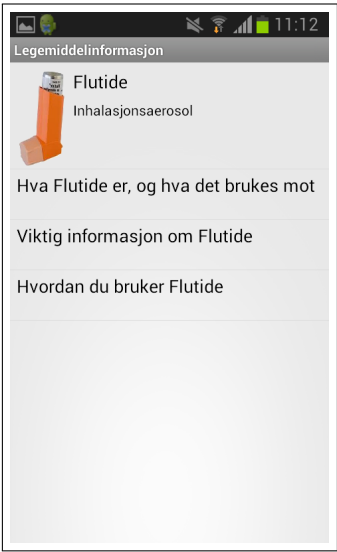 11:12
Legemiddelinformasjon
Flutide
Inhalasjonsaerosol
Hva Flutide er, og hva det brukes mot
Viktig informasjon om Flutide
Hvordan du bruker Flutide